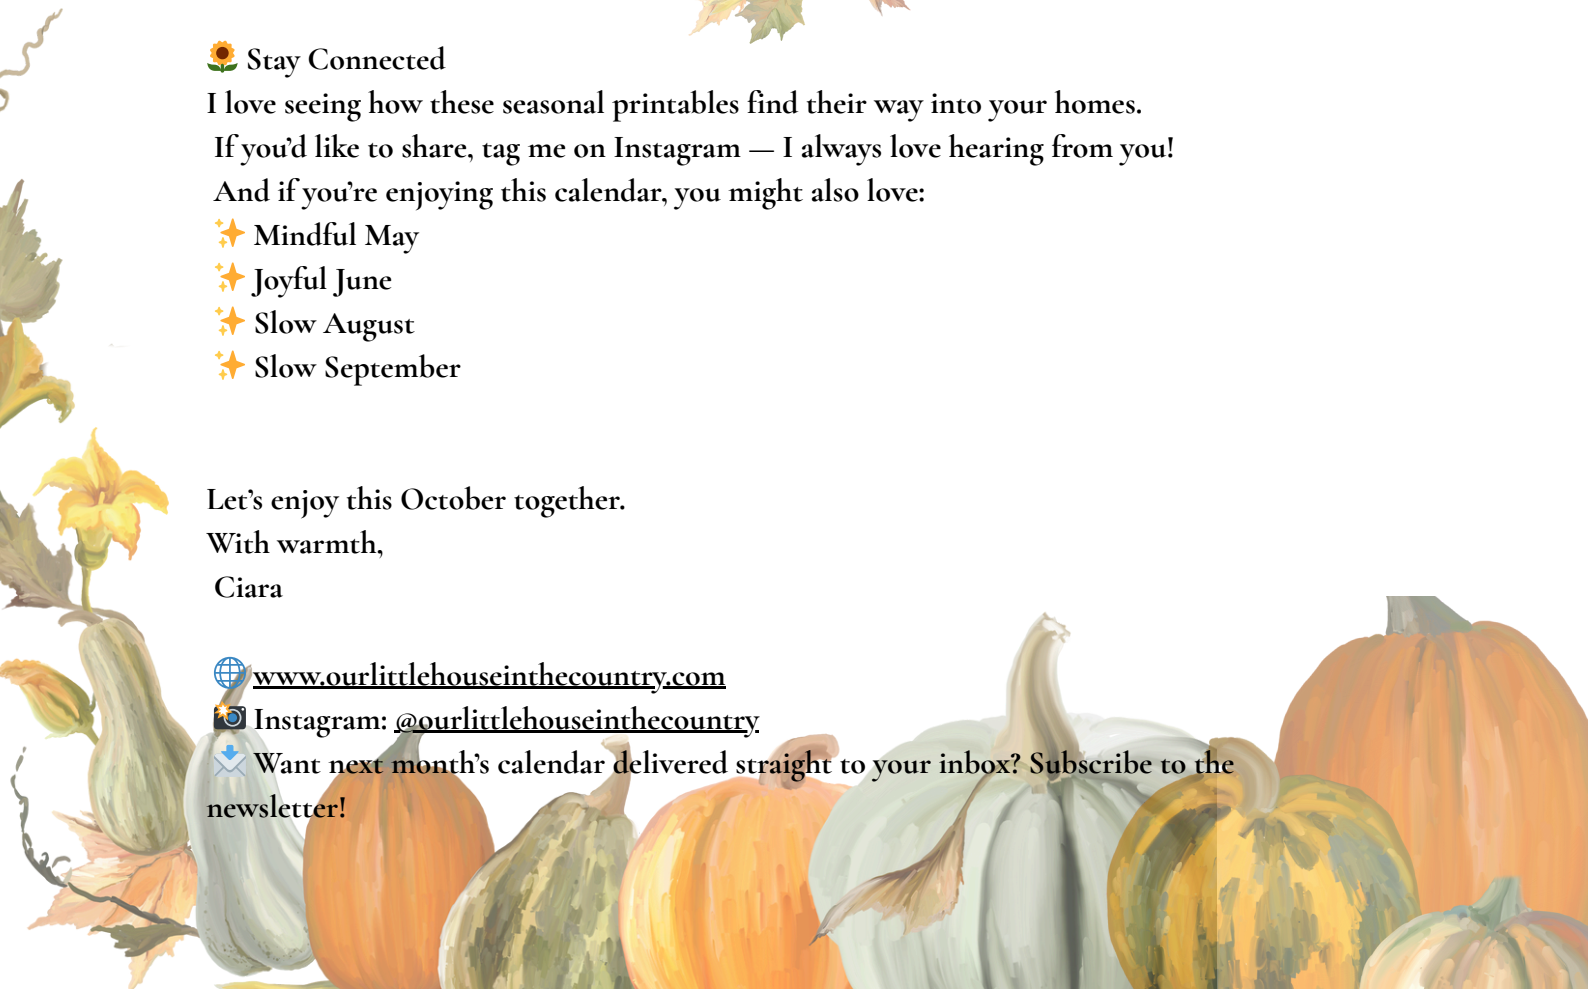 🌻 Stay Connected
I love seeing how these seasonal printables find their way into your homes.
If you’d like to share, tag me on Instagram — I always love hearing from you!
And if you’re enjoying this calendar, you might also love:
✨ Mindful May
✨ Joyful June
✨ Slow August
✨ Slow September
Let’s enjoy this October together.
With warmth,
Ciara
🌐 www.ourlittlehouseinthecountry.com
📸 Instagram: @ourlittlehouseinthecountry
📩 Want next month’s calendar delivered straight to your inbox? Subscribe to the
newsletter!